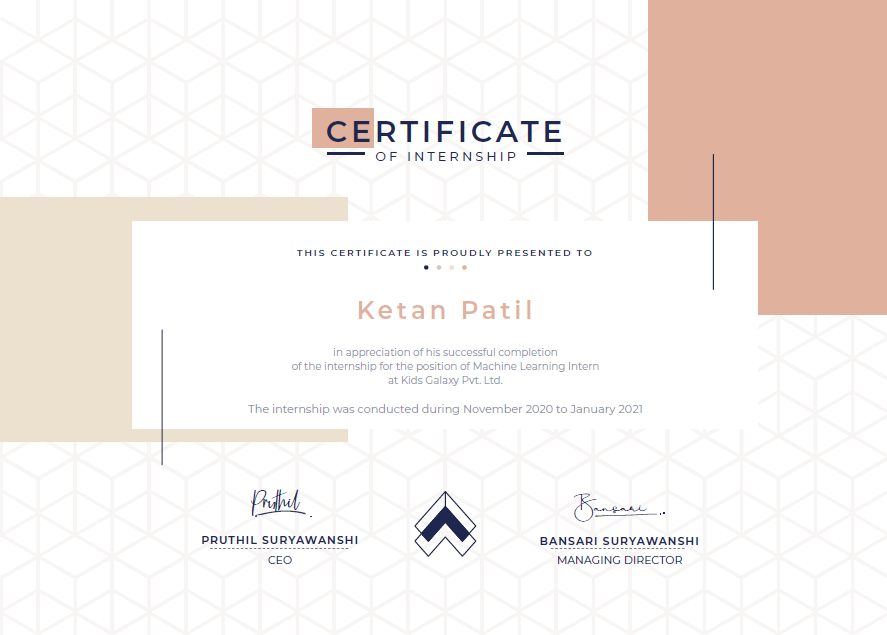 CERTIFICATE
OF INTERNSHIP
THIS CERTIFICATE IS PROUDLY PRESENTED TO
Ketan Patil
in appreciation of his successful completion
of the internship for the position of Machine Learning Intern
at Kids Galaxy Pvt. Ltd.
The internship was conducted during November 2020 to January 2021
Pruthil
Bansari
PRUTHIL SURYAWANSHI
BANSARI SURYAWANSHI
CEO
MANAGING DIRECTOR